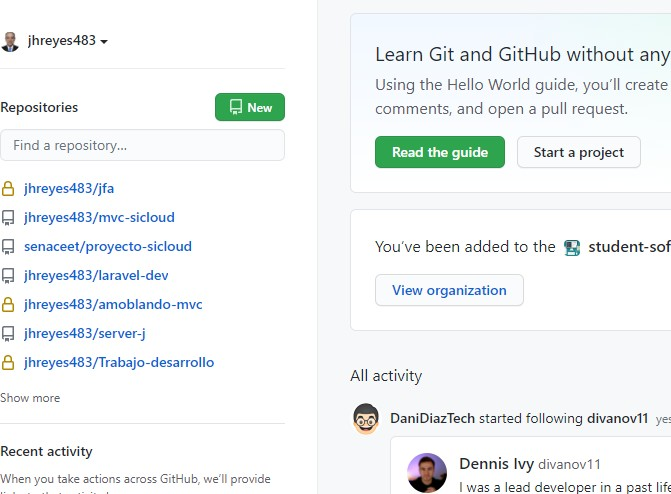 jhreyes483
Repositories
New
Find a repository...
jhreyes483/jfa
jhreyes483/mvc-sicloud
senaceet/proyecto-sicloud
jhreyes483/laravel-dev
jhreyes483/amoblando-mvc
jhreyes483/server-j
jhreyes483/Trabajo-desarrollo
Show more
Recent activity
When you take actions across GitHub, we'll provide
Learn Git and GitHub without any
Using the Hello World guide, you'll create
comments, and open a pull request.
Read the guide
Start a project
You've been added to the student-sof
View organization
All activity
DaniDiazTech started following divanov11 yes
Dennis Ivy divanov11
I was a lead developer in a past life